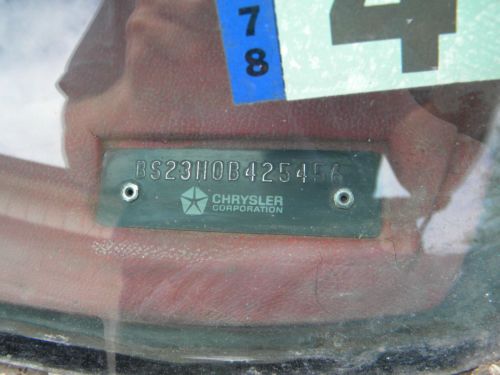 78
4
BS23H0B425456
CHRYSLER
CORPORATION